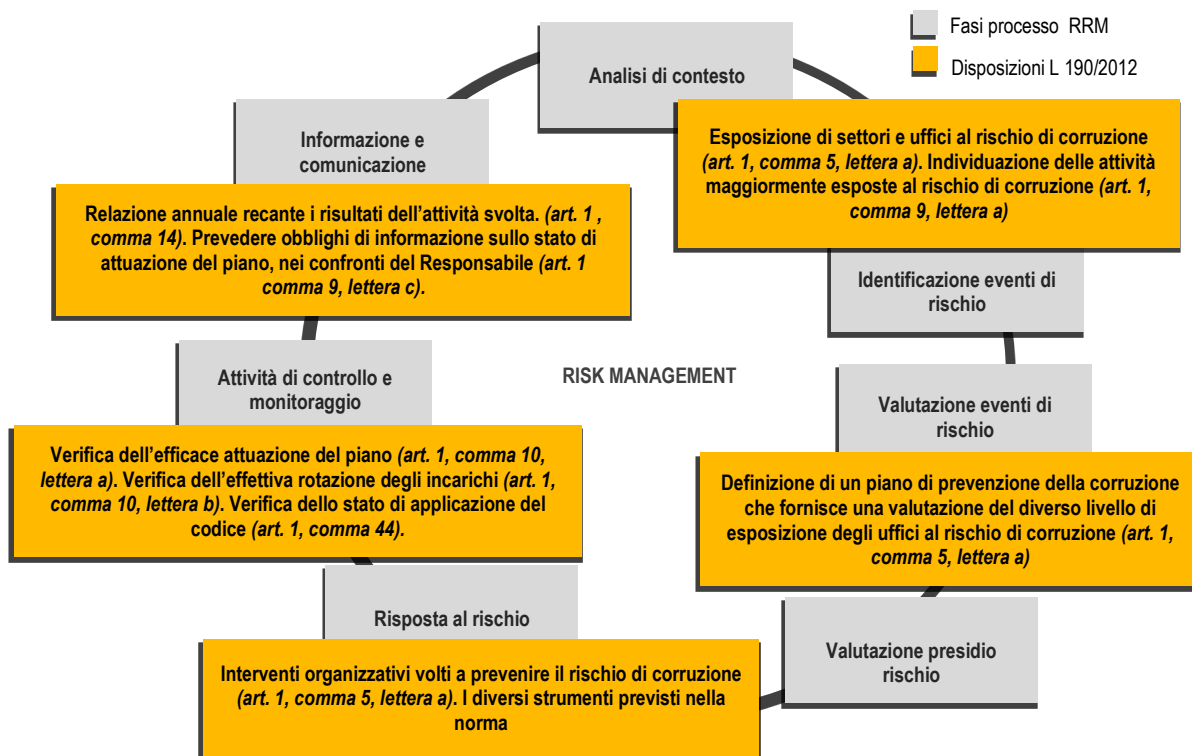 Fasi processo RRM
Disposizioni L 190/2012
Analisi di contesto
Esposizione di settori e uffici al rischio di corruzione
(art. 1, comma 5, lettera a). Individuazione delle attività
maggiormente esposte al rischio di corruzione (art. 1,
comma 9, lettera a)
Identificazione eventi di
rischio
Valutazione eventi di
rischio
Definizione di un piano di prevenzione della corruzione
che fornisce una valutazione del diverso livello di
esposizione degli uffici al rischio di corruzione (art. 1,
comma 5, lettera a)
Valutazione presidio
rischio
Risposta al rischio
Interventi organizzativi volti a prevenire il rischio di corruzione
(art. 1, comma 5, lettera a). I diversi strumenti previsti nella
norma
Attività di controllo e
monitoraggio
Verifica dell’efficace attuazione del piano (art. 1, comma 10,
lettera a). Verifica dell’effettiva rotazione degli incarichi (art. 1,
comma 10, lettera b). Verifica dello stato di applicazione del
codice (art. 1, comma 44).
Informazione e
comunicazione
Relazione annuale recante i risultati dell’attività svolta. (art. 1 ,
comma 14). Prevedere obblighi di informazione sullo stato di
attuazione del piano, nei confronti del Responsabile (art. 1
comma 9, lettera c).
RISK MANAGEMENT